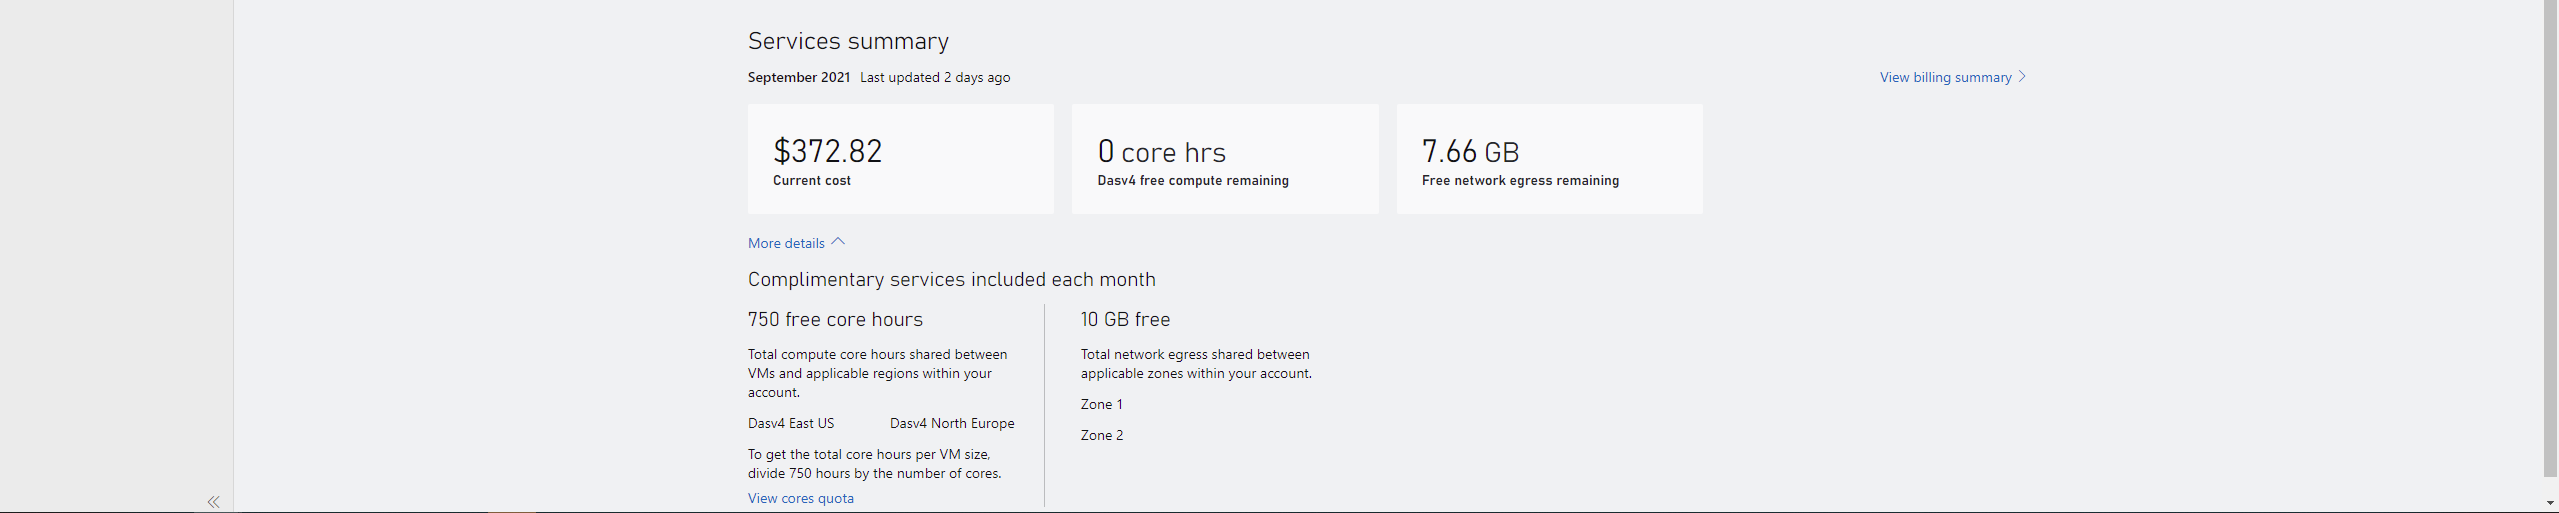 Services summary
September 2021 Last updated 2 days ago
View billing summary
$372.82
Current cost
0 core hrs
Dasv4 free compute remaining
7.66 GB
Free network egress remaining
More details
Complimentary services included each month
750 free core hours
Total compute core hours shared between
VMs and applicable regions within your
account.
Dasv4 East US
Dasv4 North Europe
To get the total core hours per VM size,
divide 750 hours by the number of cores.
View cores quota
10 GB free
Total network egress shared between
applicable zones within your account.
Zone 1
Zone 2